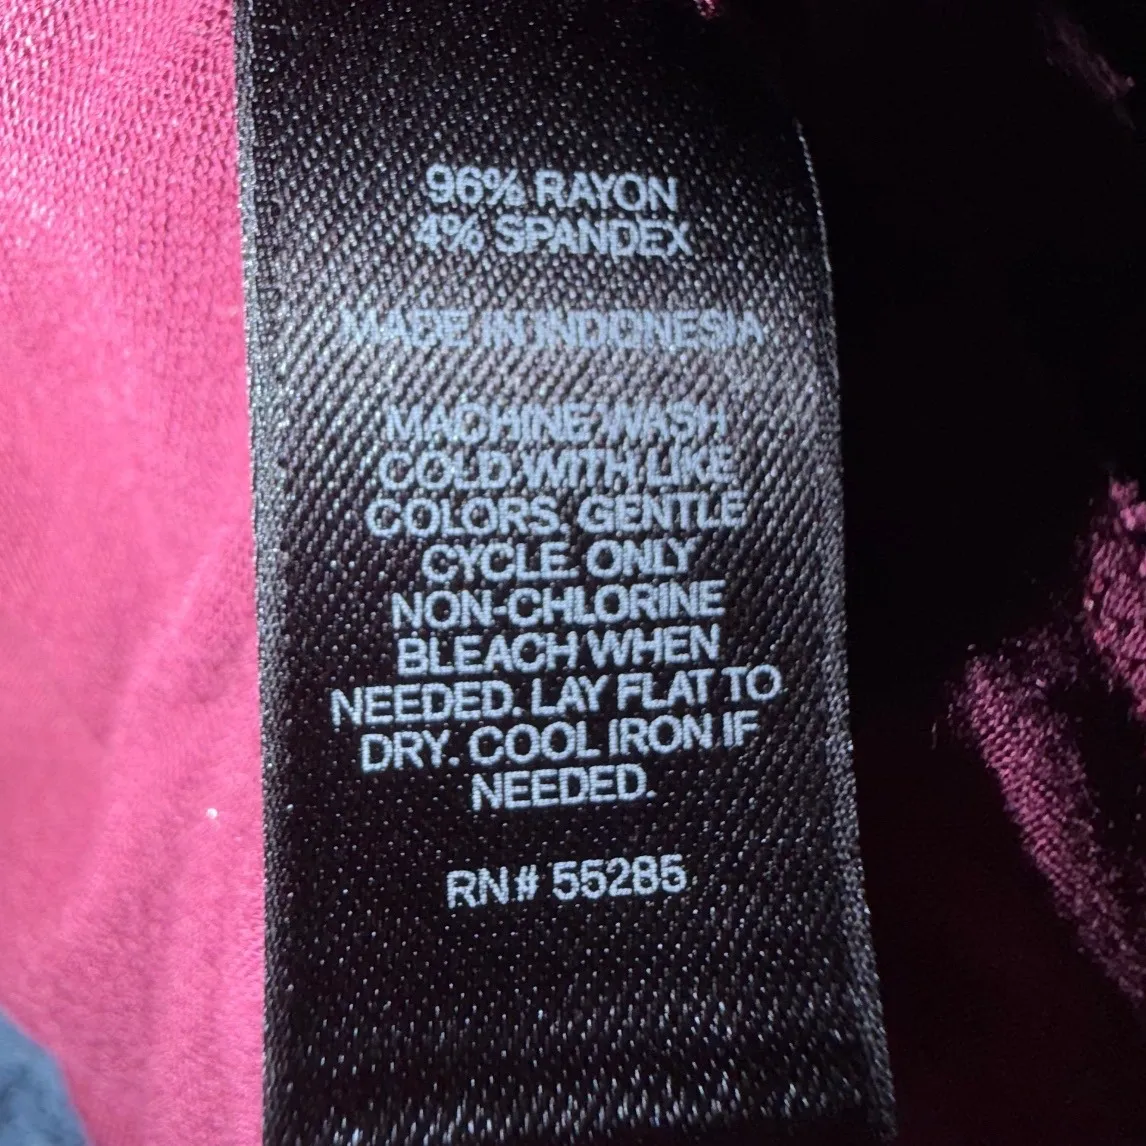 96% RAYON
4% SPANDEX
MADE IN INDONESIA
MACHINE WASH
COLD WITH LIKE
COLORS. GENTLE
CYCLE. ONLY
NON-CHLORINE
BLEACH WHEN
NEEDED. LAY FLAT TO
DRY. COOL IRON IF
NEEDED.
RN# 55285